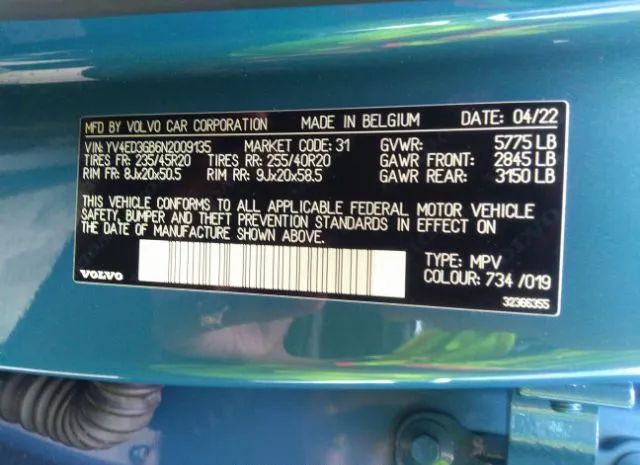 MFD BY VOLVO CAR CORPORATION MADE IN BELGIUM DATE: 04/22
VIN: YV4ED3GB6N2009135 MARKET CODE: 31 GVWR: 5775 LB
TIRES FR: 235/45R20 TIRES RR: 255/40R20 GAWR FRONT: 2845 LB
RIM FR: 8Jx20x50.5 RIM RR: 9Jx20x58.5 GAWR REAR: 3150 LB
THIS VEHICLE CONFORMS TO ALL APPLICABLE FEDERAL MOTOR VEHICLE
SAFETY, BUMPER AND THEFT PREVENTION STANDARDS IN EFFECT ON
THE DATE OF MANUFACTURE SHOWN ABOVE.
TYPE: MPV
VOLVO COLOUR: 734 /019
32366355